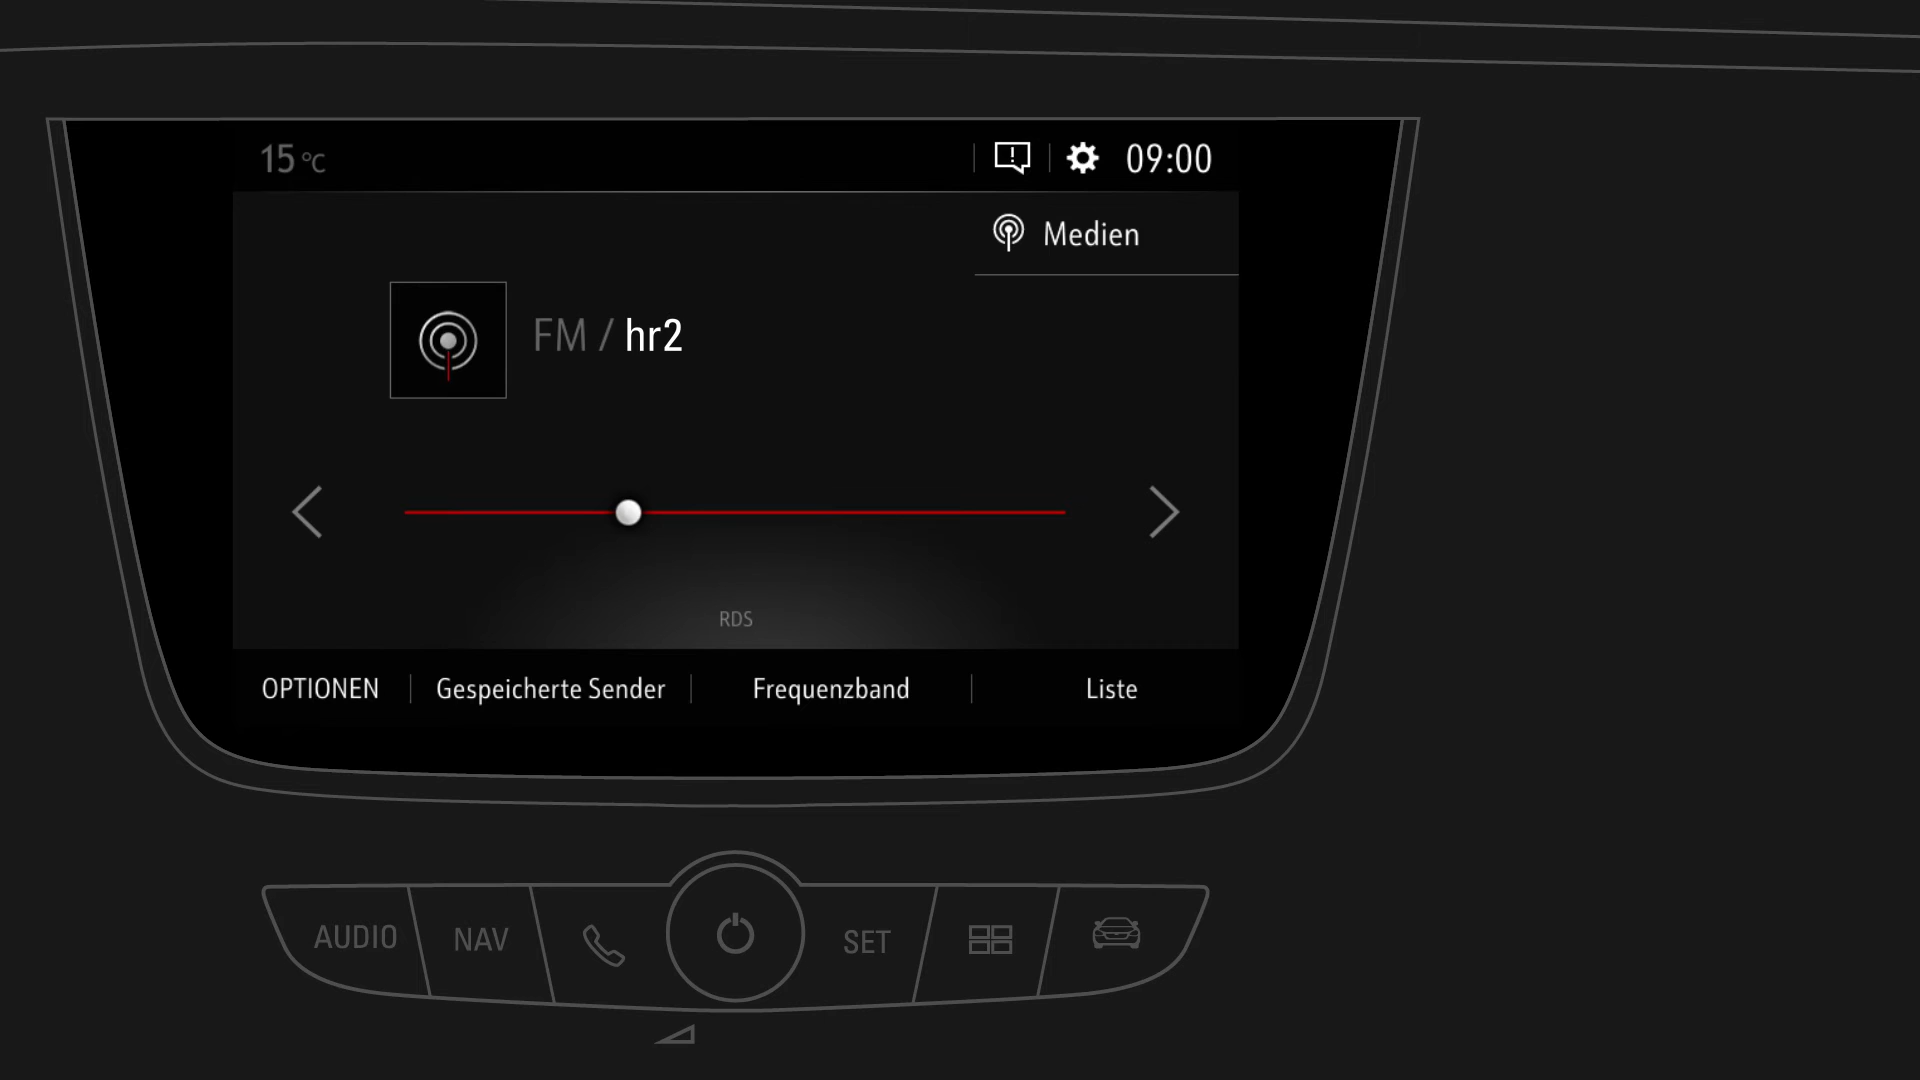 15 °C
09:00
Medien
FM / hr2
RDS
OPTIONEN
Gespeicherte Sender
Frequenzband
Liste
AUDIO
NAV
SET